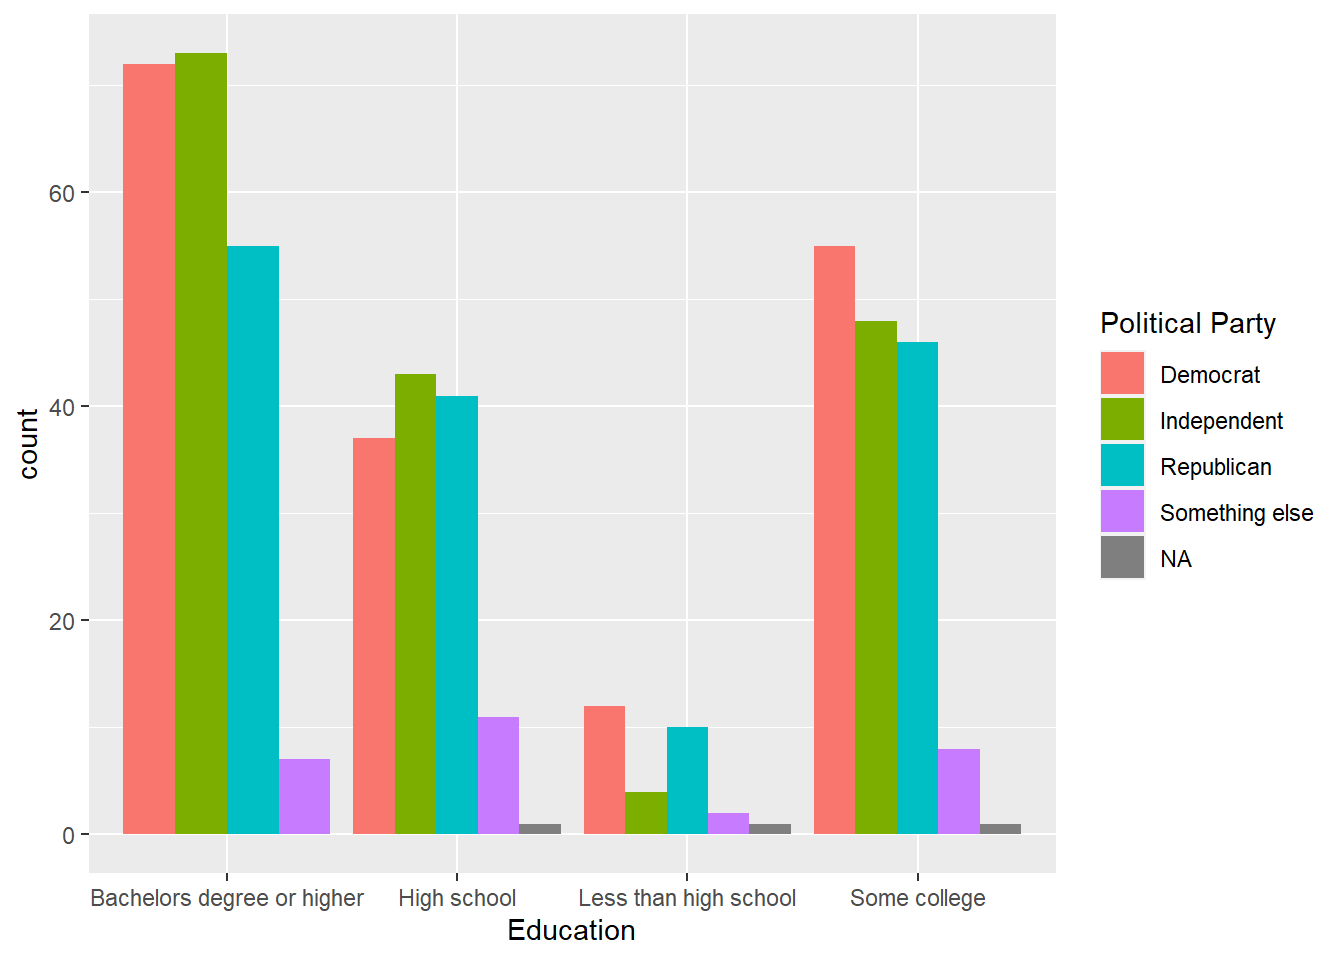 60
40
20
0
count
Bachelors degree or higher
High school
Less than high school
Some college
Education
Political Party
Democrat
Independent
Republican
Something else
NA